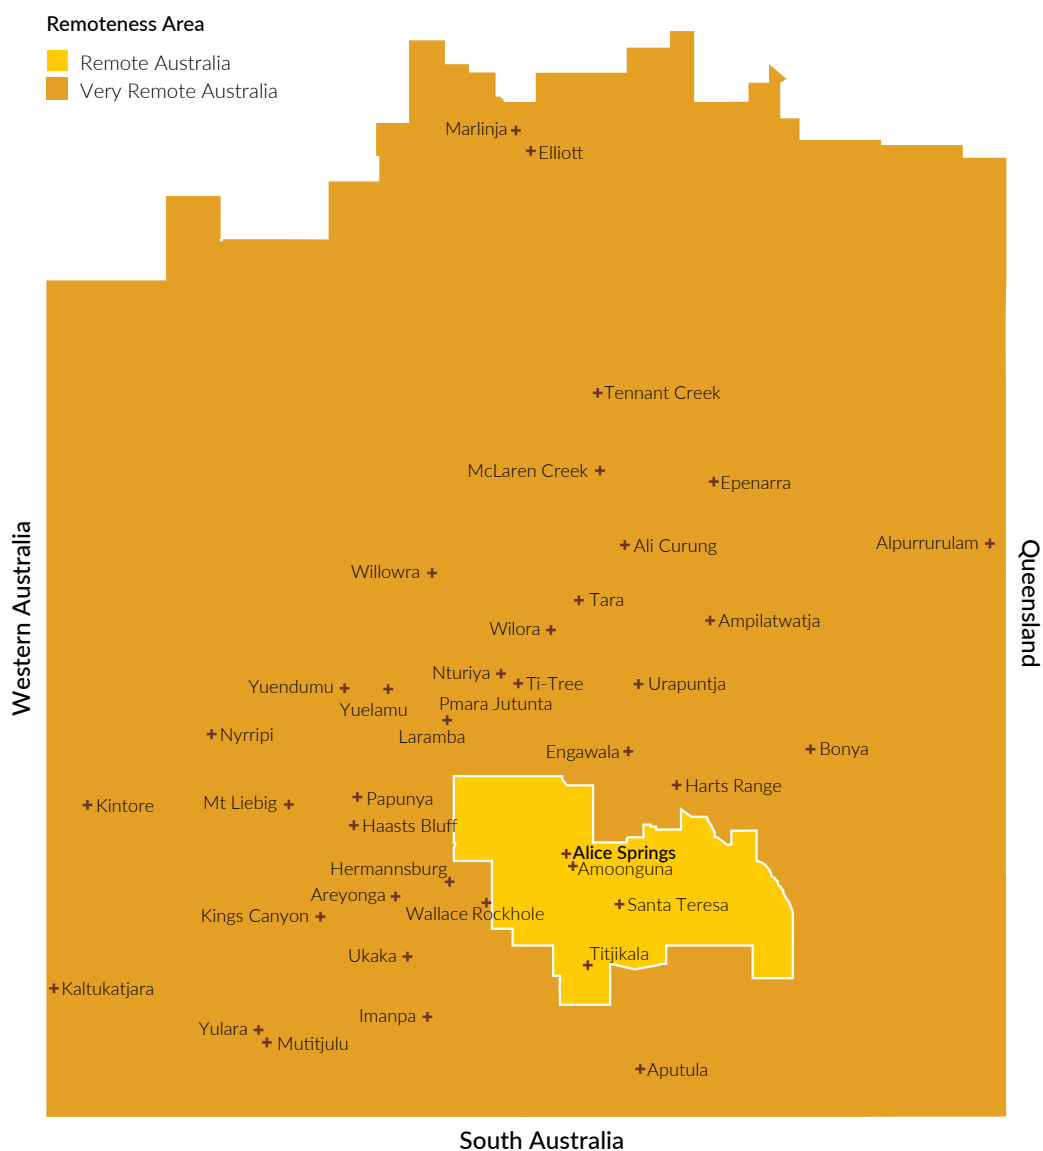 Remoteness Area
Remote Australia
Very Remote Australia
Marlinja
Elliott
Tennant Creek
McLaren Creek
Epenarra
Ali Curung
Alpurrurulam
Willowra
Tara
Ampilatwatja
Wilora
Nturiya
Ti-Tree
Urapuntja
Yuendumu
Yuelamu
Pmara Jutunta
Laramba
Nyrripi
Engawala
Bonya
Harts Range
Kintore
Mt Liebig
Papunya
Haasts Bluff
Alice Springs
Amoonguna
Hermannsburg
Areyonga
Wallace Rockhole
Santa Teresa
Kings Canyon
Ukaka
Titjikala
Kaltukatjara
Imanpa
Yulara
Mutitjulu
Aputula
Western Australia
Queensland
South Australia